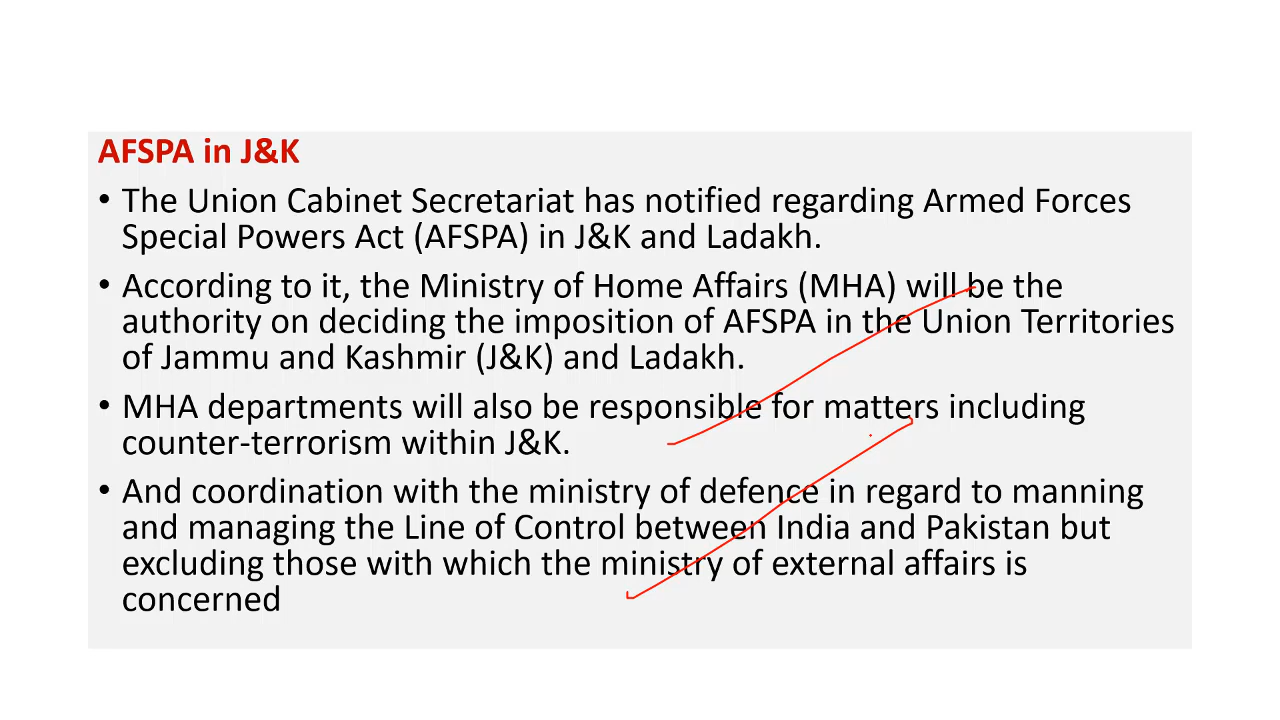 AFSPA in J&K
• The Union Cabinet Secretariat has notified regarding Armed Forces
Special Powers Act (AFSPA) in J&K and Ladakh.
• According to it, the Ministry of Home Affairs (MHA) will be the
authority on deciding the imposition of AFSPA in the Union Territories
of Jammu and Kashmir (J&K) and Ladakh.
• MHA departments will also be responsible for matters including
counter-terrorism within J&K.
• And coordination with the ministry of defence in regard to manning
and managing the Line of Control between India and Pakistan but
excluding those with which the ministry of external affairs is
concerned